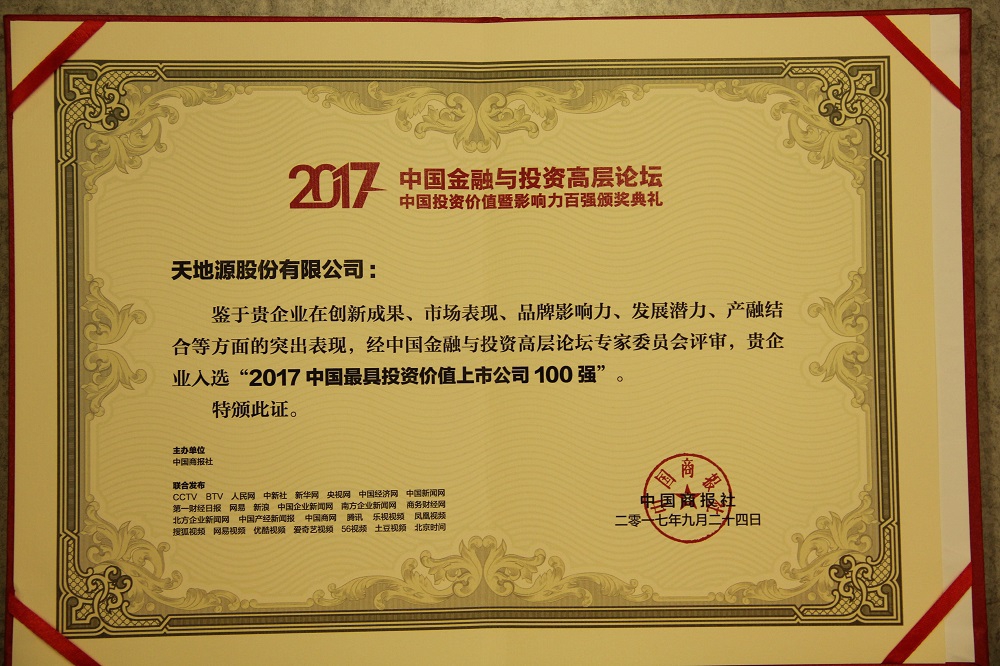 2017
中国金融与投资高层论坛
中国投资价值暨影响力百强颁奖典礼
天地源股份有限公司：
鉴于贵企业在创新成果、市场表现、品牌影响力、发展潜力、产融结
合等方面的突出表现，经中国金融与投资高层论坛专家委员会评审，贵企
业入选“2017 中国最具投资价值上市公司 100 强”。
特颁此证。
主办单位
中国商报社
联合发布
CCTV BTV 人民网 中新社 新华网 央视网 中国经济网 中国新闻网
第一财经日报 网易 新浪 中国企业新闻网 南方企业新闻网 商务财经网
北方企业新闻网 中国产经新闻报 中国商网 腾讯 乐视视频 凤凰视频
搜狐视频 网易视频 优酷视频 爱奇艺视频 56视频 土豆视频 北京时间
中国商报社
中国商报社
二零一七年九月二十四日